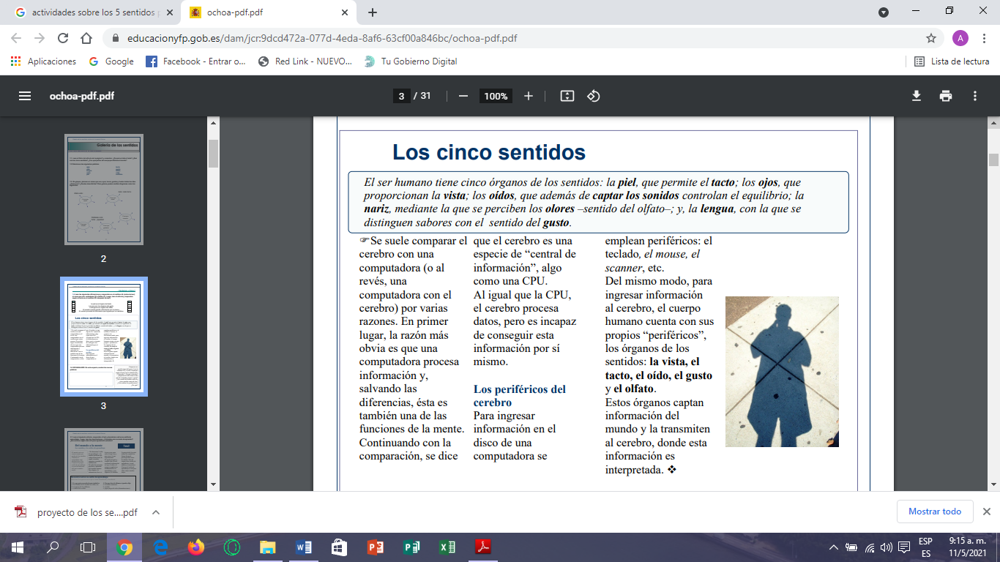 actividades sobre los 5 sentidos
ochoa-pdf.pdf
educacionyfp.gob.es/dam/jcr:9dcd472a-077d-4eda-8af6-63cf00a846bc/ochoa-pdf.pdf
A
Aplicaciones
Google
Facebook - Entrar o...
Red Link - NUEVO...
Tu Gobierno Digital
Lista de lectura
ochoa-pdf.pdf
3 / 31
100%
Galería de los sentidos
2
3
Los cinco sentidos
El ser humano tiene cinco órganos de los sentidos: la piel, que permite el tacto; los ojos, que
proporcionan la vista; los oídos, que además de captar los sonidos controlan el equilibrio; la
nariz, mediante la que se perciben los olores –sentido del olfato–; y, la lengua, con la que se
distinguen sabores con el sentido del gusto.
☞Se suele comparar el
cerebro con una
computadora (o al
revés, una
computadora con el
cerebro) por varias
razones. En primer
lugar, la razón más
obvia es que una
computadora procesa
información y,
salvando las
diferencias, ésta es
también una de las
funciones de la mente.
Continuando con la
comparación, se dice
que el cerebro es una
especie de “central de
información”, algo
como una CPU.
Al igual que la CPU,
el cerebro procesa
datos, pero es incapaz
de conseguir esta
información por sí
mismo.
Los periféricos del
cerebro
Para ingresar
información en el
disco de una
computadora se
emplean periféricos: el
teclado, el mouse, el
scanner, etc.
Del mismo modo, para
ingresar información
al cerebro, el cuerpo
humano cuenta con sus
propios “periféricos”,
los órganos de los
sentidos: la vista, el
tacto, el oído, el gusto
y el olfato.
Estos órganos captan
información del
mundo y la transmiten
al cerebro, donde esta
información es
interpretada. ❖
proyecto de los se....pdf
Mostrar todo
ESP
ES
9:15 a. m.
11/5/2021